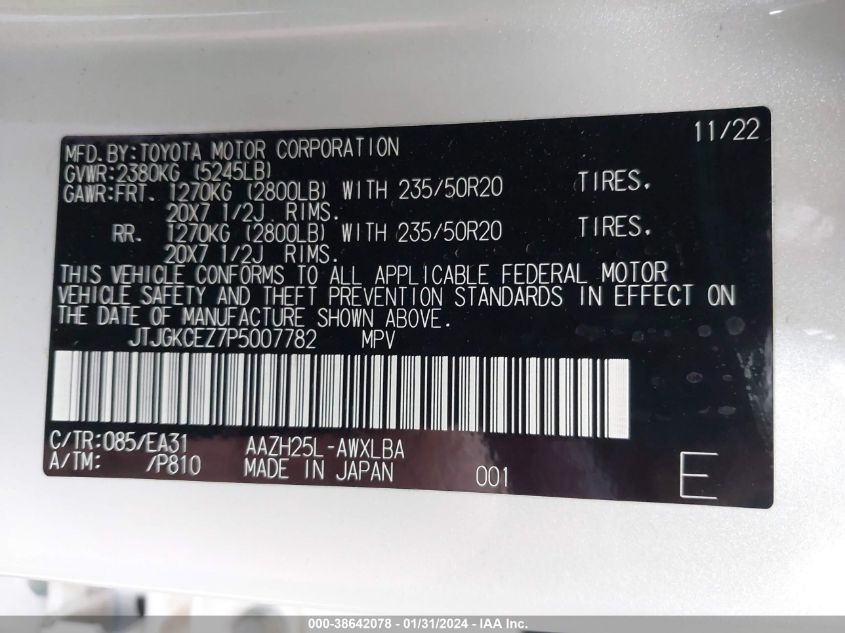 11/22
MFD. BY: TOYOTA MOTOR CORPORATION
GVWR: 2380KG (5245LB)
GAWR: FRT. 1270KG (2800LB) WITH 235/50R20 TIRES.
20X7 1/2J RIMS.
RR. 1270KG (2800LB) WITH 235/50R20 TIRES.
20X7 1/2J RIMS.
THIS VEHICLE CONFORMS TO ALL APPLICABLE FEDERAL MOTOR
VEHICLE SAFETY AND THEFT PREVENTION STANDARDS IN EFFECT ON
THE DATE OF MANUFACTURE SHOWN ABOVE.
JTJGKCEZ7P5007782 MPV
C/TR: 085/EA31 AAZH25L-AWXLBA
A/TM: /P810 MADE IN JAPAN 001 E
000-38642078 - 01/31/2024 - IAA Inc.